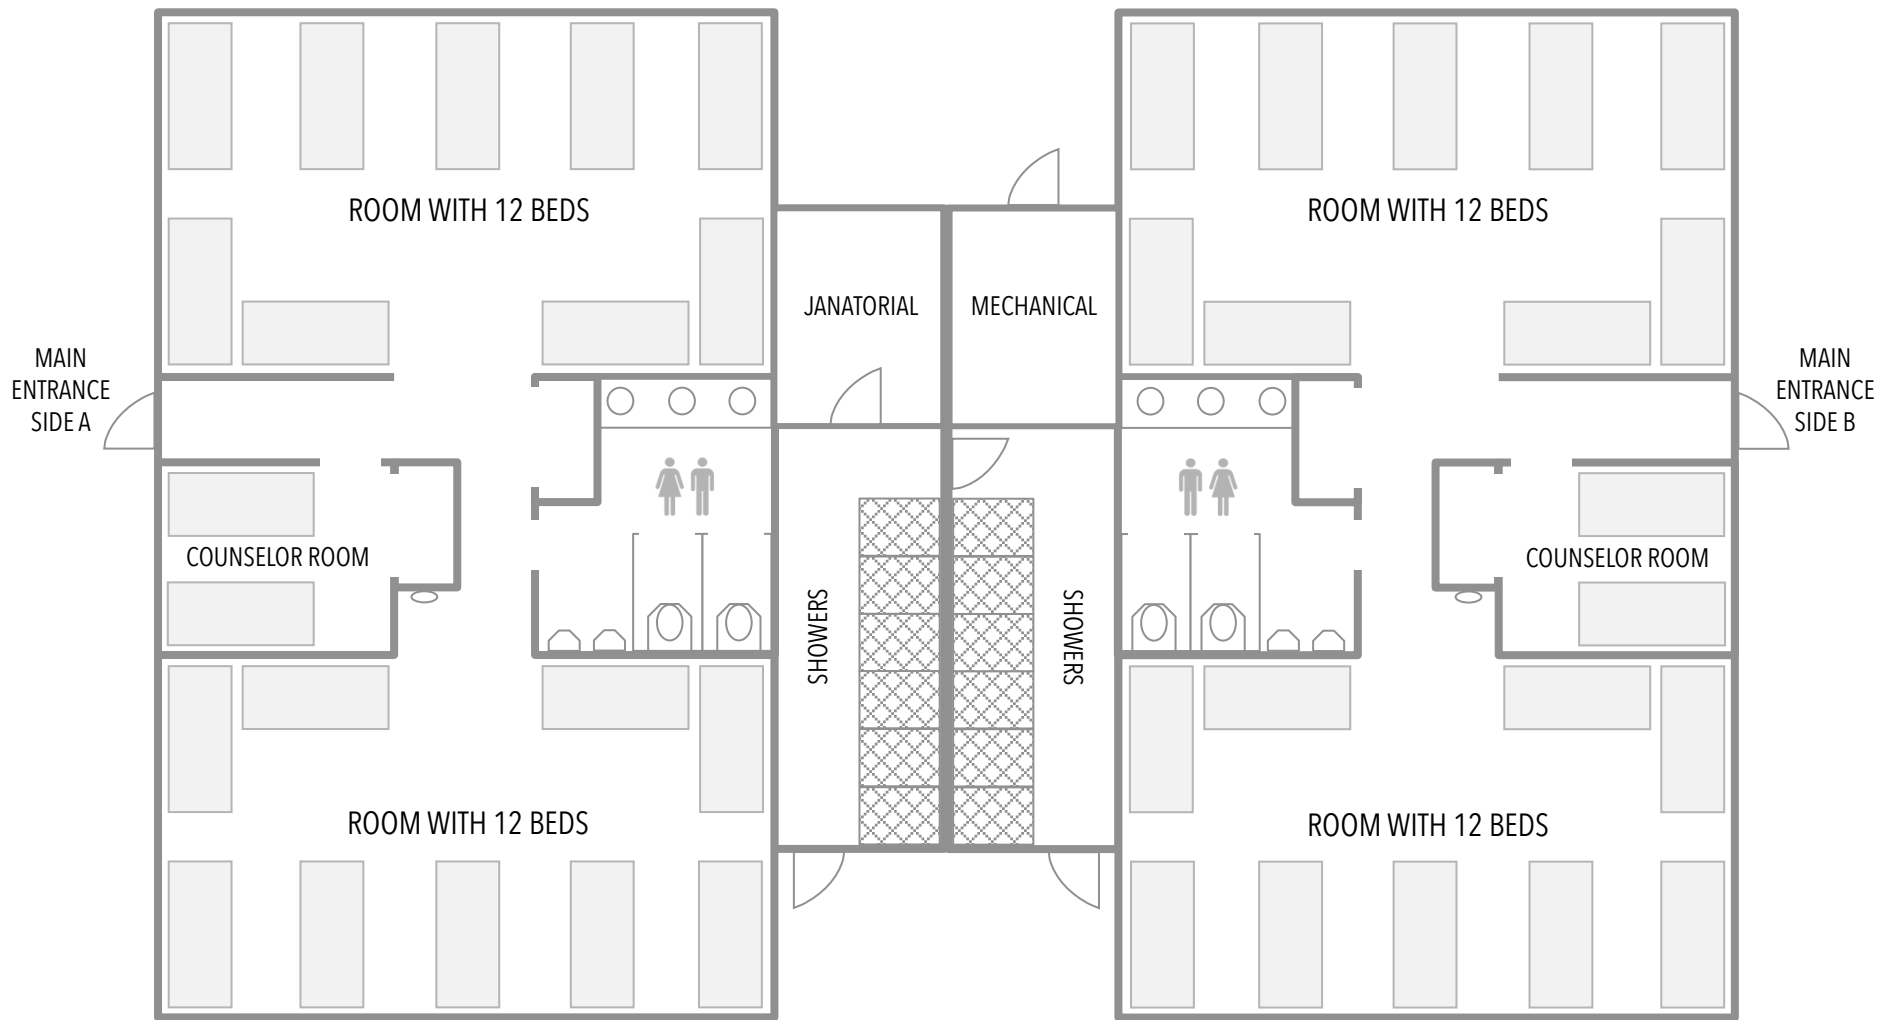 ROOM WITH 12 BEDS
ROOM WITH 12 BEDS
JANATORIAL
MECHANICAL
MAIN
ENTRANCE
SIDE A
MAIN
ENTRANCE
SIDE B
COUNSELOR ROOM
COUNSELOR ROOM
SHOWERS
SHOWERS
ROOM WITH 12 BEDS
ROOM WITH 12 BEDS